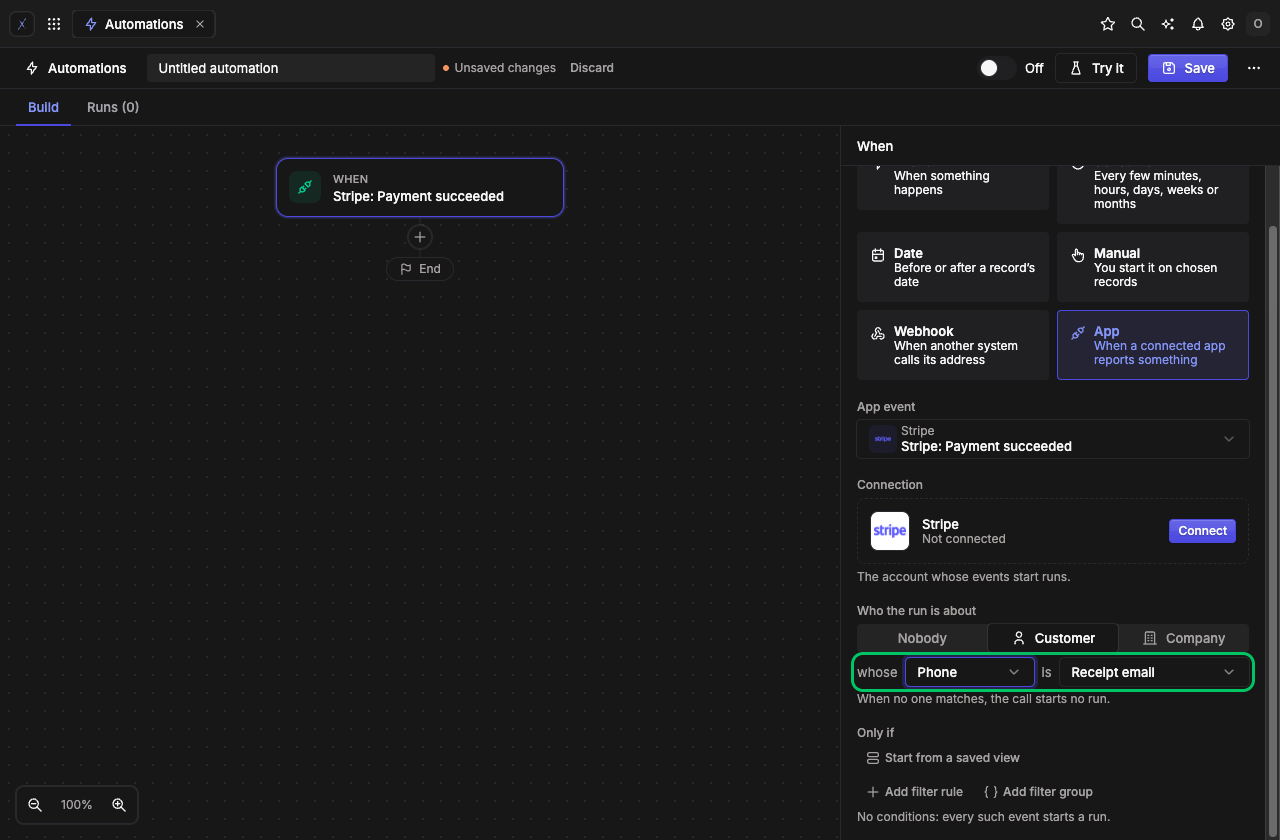 Automations
O
Automations
Untitled automation
Unsaved changes
Discard
Off
Try It
Save
Build
Runs (0)
When
WHEN
Stripe: Payment succeeded
End
100%
When something
happens
Every few minutes,
hours, days, weeks or
months
Date
Before or after a record's
date
Manual
You start it on chosen
records
Webhook
When another system
calls its address
App
When a connected app
reports something
App event
stripe
Stripe
Stripe: Payment succeeded
Connection
stripe
Stripe
Not connected
Connect
The account whose events start runs.
Who the run is about
Nobody
Customer
Company
whose
Phone
is
Receipt email
When no one matches, the call starts no run.
Only if
Start from a saved view
Add filter rule
Add filter group
No conditions: every such event starts a run.